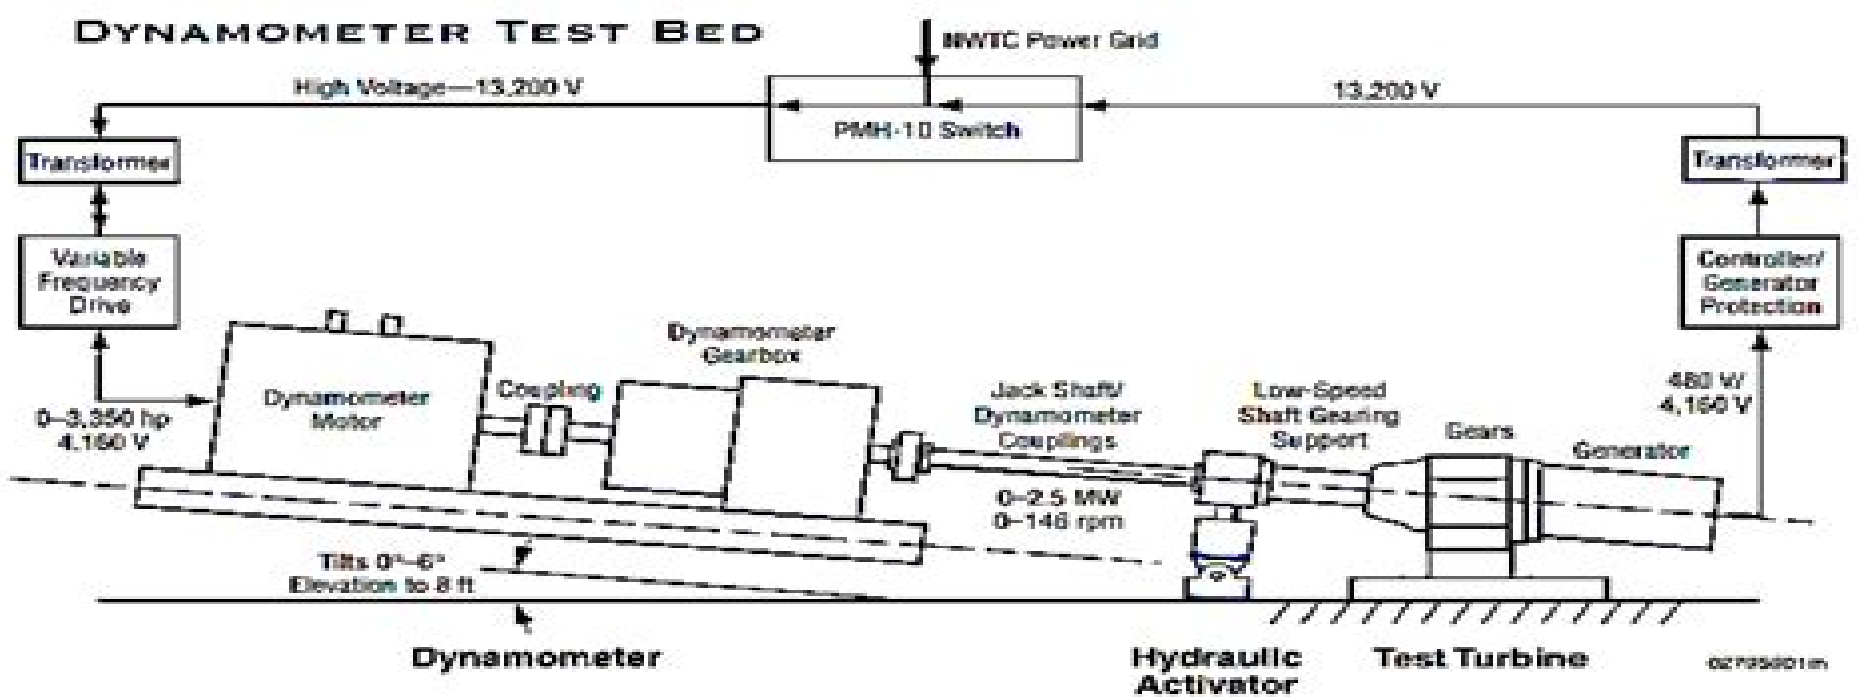 DYNAMOMETER TEST BED
NWTC Power Grid
High Voltage—13,200 V
13,200 V
PMH-10 Switch
Transformer
Transformer
Variable
Frequency
Drive
Controller/
Generator
Protection
Dynamometer
Gearbox
Dynamometer
Motor
Coupling
0–3,350 hp
4,160 V
Jack Shaft/
Dynamometer
Couplings
Low-Speed
Shaft Gearing
Support
Gears
Generator
480 V/
4,160 V
0–2.5 MW
0–146 rpm
Tilts 0°–6°
Elevation to 8 ft
Dynamometer
Hydraulic
Activator
Test Turbine